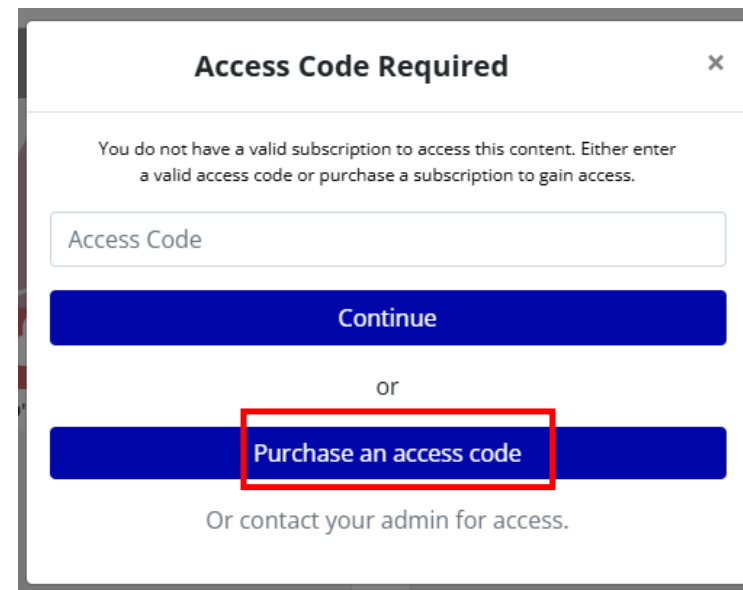 Access Code Required ×
You do not have a valid subscription to access this content. Either enter
a valid access code or purchase a subscription to gain access.
Access Code
Continue
or
Purchase an access code
Or contact your admin for access.